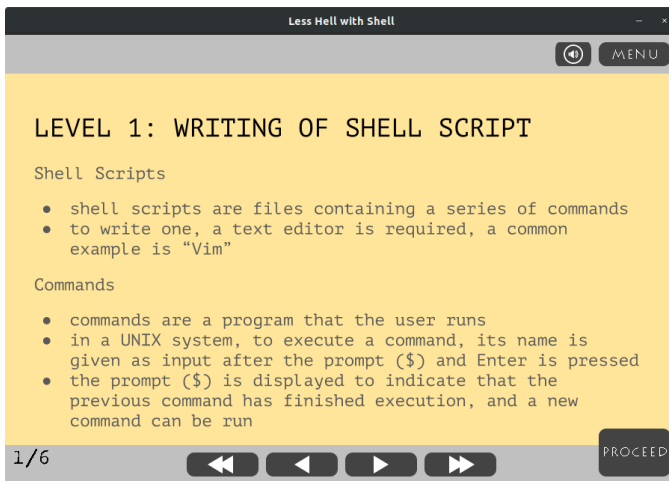 Less Hell with Shell
MENU
LEVEL 1: WRITING OF SHELL SCRIPT
Shell Scripts
● shell scripts are files containing a series of commands
● to write one, a text editor is required, a common
example is “Vim”
Commands
● commands are a program that the user runs
● in a UNIX system, to execute a command, its name is
given as input after the prompt ($) and Enter is pressed
● the prompt ($) is displayed to indicate that the
previous command has finished execution, and a new
command can be run
1/6
PROCEED